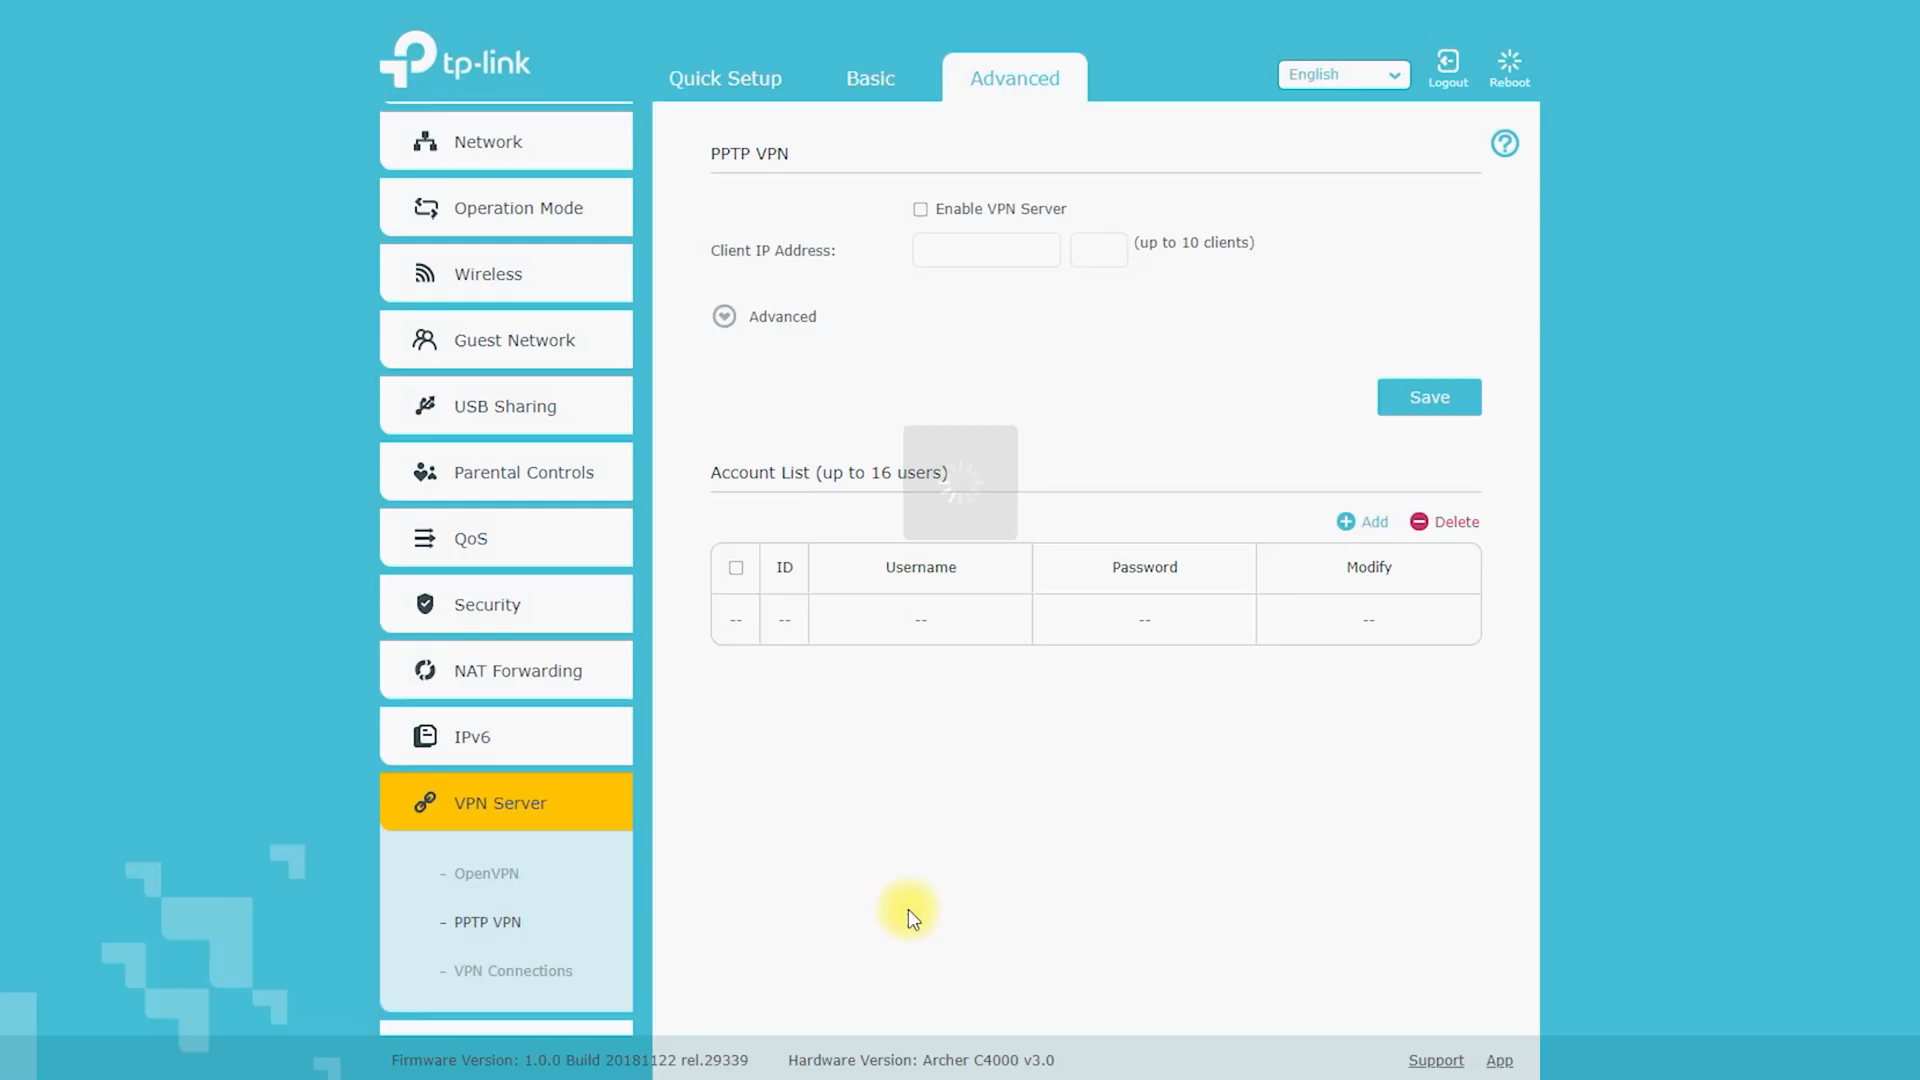 tp-link
Quick Setup
Basic
Advanced
English
Logout
Reboot
Network
Operation Mode
Wireless
Guest Network
USB Sharing
Parental Controls
QoS
Security
NAT Forwarding
IPv6
VPN Server
- OpenVPN
- PPTP VPN
- VPN Connections
PPTP VPN
Enable VPN Server
Client IP Address: (up to 10 clients)
Advanced
Save
Account List (up to 16 users)
Add Delete
ID Username Password Modify
-- -- -- -- --
Firmware Version: 1.0.0 Build 20181122 rel.29339 Hardware Version: Archer C4000 v3.0 Support App